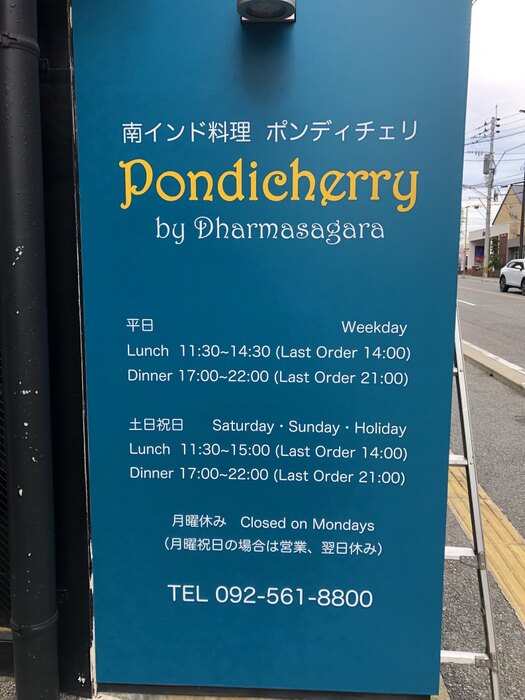 南インド料理 ポンディチェリ
Pondicherry
by Dharmasagara
平日 Weekday
Lunch 11:30~14:30 (Last Order 14:00)
Dinner 17:00~22:00 (Last Order 21:00)
土日祝日 Saturday・Sunday・Holiday
Lunch 11:30~15:00 (Last Order 14:00)
Dinner 17:00~22:00 (Last Order 21:00)
月曜休み Closed on Mondays
（月曜祝日の場合は営業、翌日休み）
TEL 092-561-8800